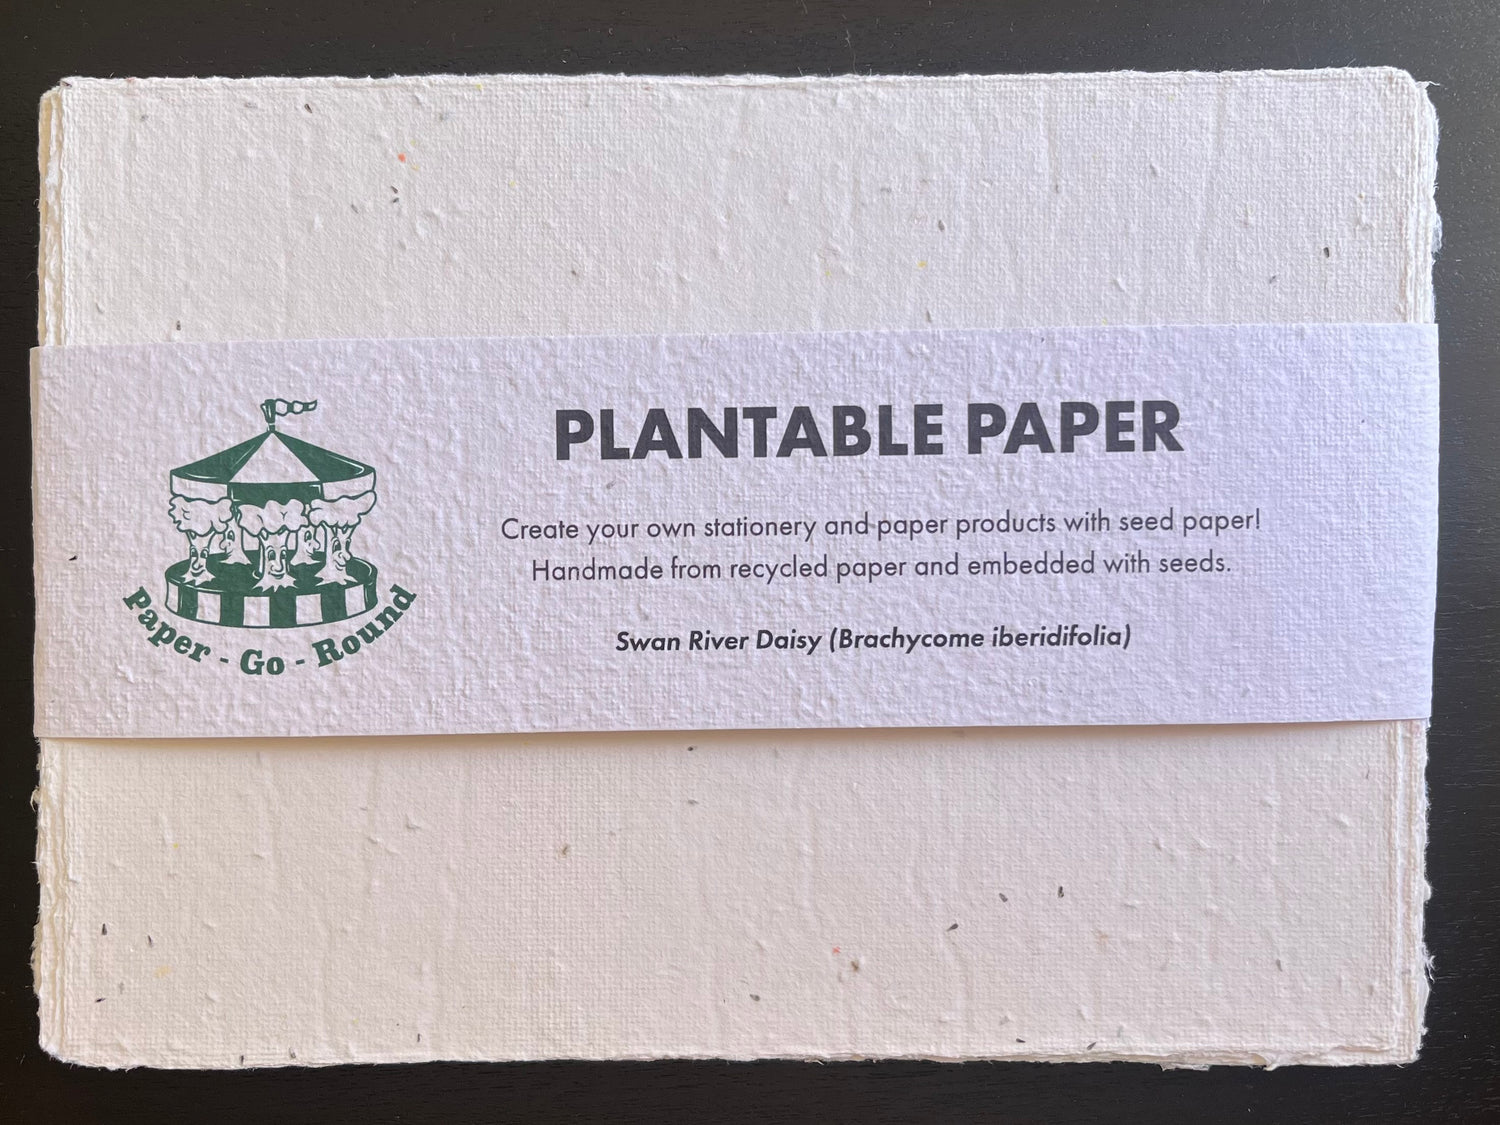 PLANTABLE PAPER
Create your own stationery and paper products with seed paper!
Handmade from recycled paper and embedded with seeds.
Swan River Daisy (Brachycome iberidifolia)
Paper - Go - Round